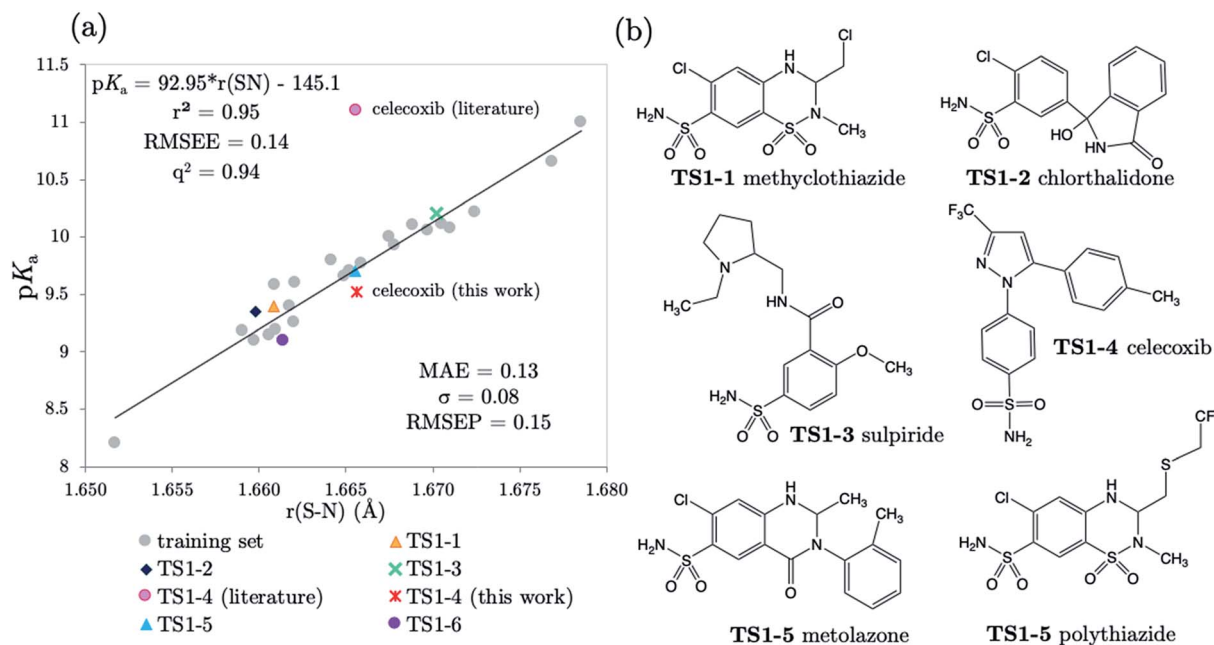 (a)
pKₐ = 92.95*r(SN) - 145.1
r² = 0.95
RMSEE = 0.14
q² = 0.94
celecoxib (literature)
celecoxib (this work)
MAE = 0.13
σ = 0.08
RMSEP = 0.15
pKₐ
11.5
11
10.5
10
9.5
9
8.5
8
1.650 1.655 1.660 1.665 1.670 1.675 1.680
r(S-N) (Å)
training set TS1-1
TS1-2 TS1-3
TS1-4 (literature) TS1-4 (this work)
TS1-5 TS1-6
(b)
Cl
Cl
H
N
H₂N
S
O
O
N
CH₃
S
O
O
TS1-1 methyclothiazide
Cl
H₂N
S
O
O
HO
NH
O
TS1-2 chlorthalidone
N
H₃C
NH
O
O
CH₃
H₂N
S
O
O
TS1-3 sulpiride
F₃C
N
N
CH₃
O
S
O
NH₂
TS1-4 celecoxib
Cl
H
N
CH₃
CH₃
N
O
H₂N
S
O
O
TS1-5 metolazone
CF
S
Cl
H
N
N
CH₃
S
O
O
H₂N
S
O
O
TS1-5 polythiazide